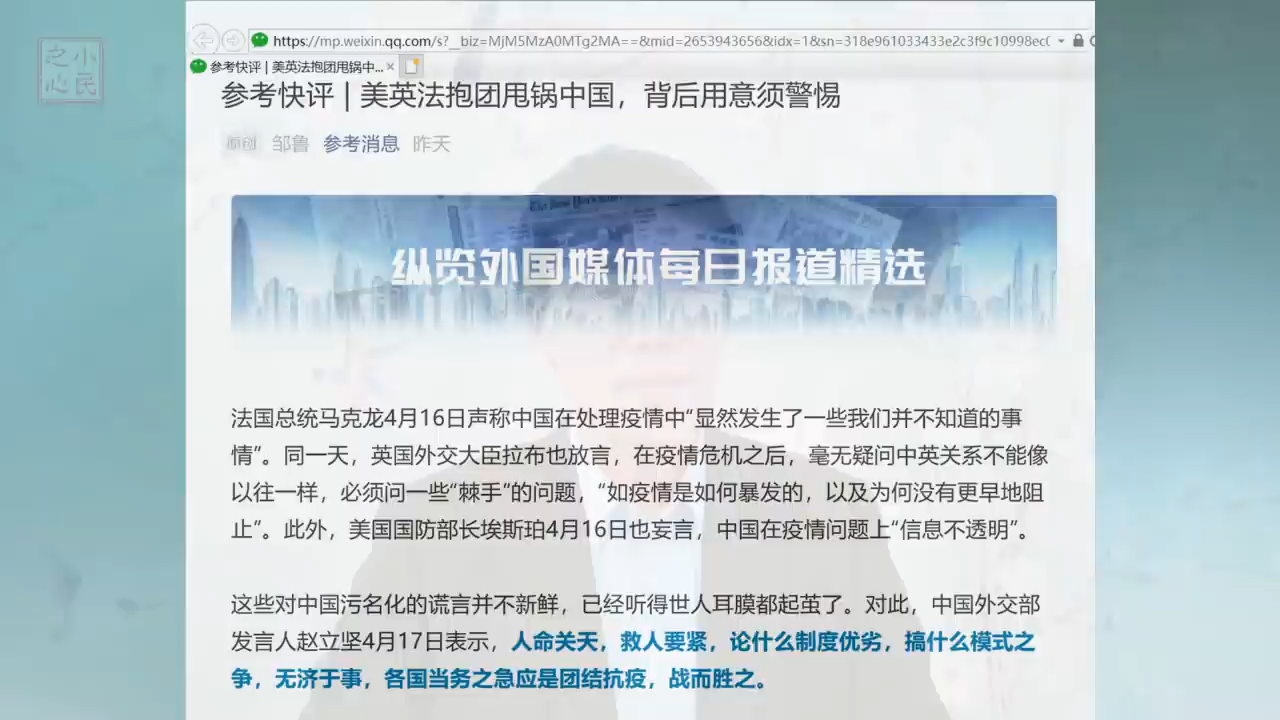 小民之心
https://mp.weixin.qq.com/s?__biz=MjM5MzA0MTg2MA==&mid=2653943656&idx=1&sn=318e961033433e2c3f9c10998ec0
参考快评 | 美英法抱团甩锅中...
参考快评 | 美英法抱团甩锅中国，背后用意须警惕
原创 邹鲁 参考消息 昨天
纵览外国媒体每日报道精选
法国总统马克龙4月16日声称中国在处理疫情中“显然发生了一些我们并不知道的事
情”。同一天，英国外交大臣拉布也放言，在疫情危机之后，毫无疑问中英关系不能像
以往一样，必须问一些“棘手”的问题，“如疫情是如何暴发的，以及为何没有更早地阻
止”。此外，美国国防部长埃斯珀4月16日也妄言，中国在疫情问题上“信息不透明”。
这些对中国污名化的谎言并不新鲜，已经听得世人耳膜都起茧了。对此，中国外交部
发言人赵立坚4月17日表示，人命关天，救人要紧，论什么制度优劣，搞什么模式之
争，无济于事，各国当务之急应是团结抗疫，战而胜之。